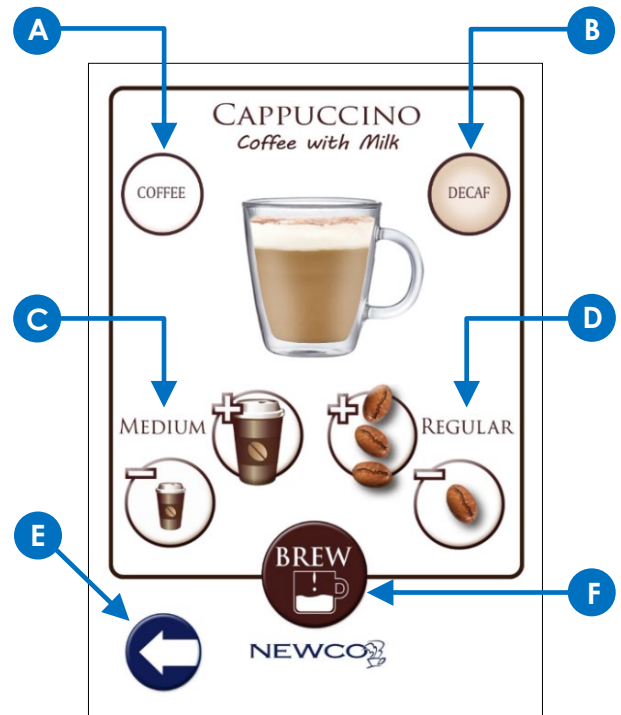 A
B
CAPPUCCINO
Coffee with Milk
COFFEE
DECAF
C
D
MEDIUM
REGULAR
E
BREW
D
F
NEWCO